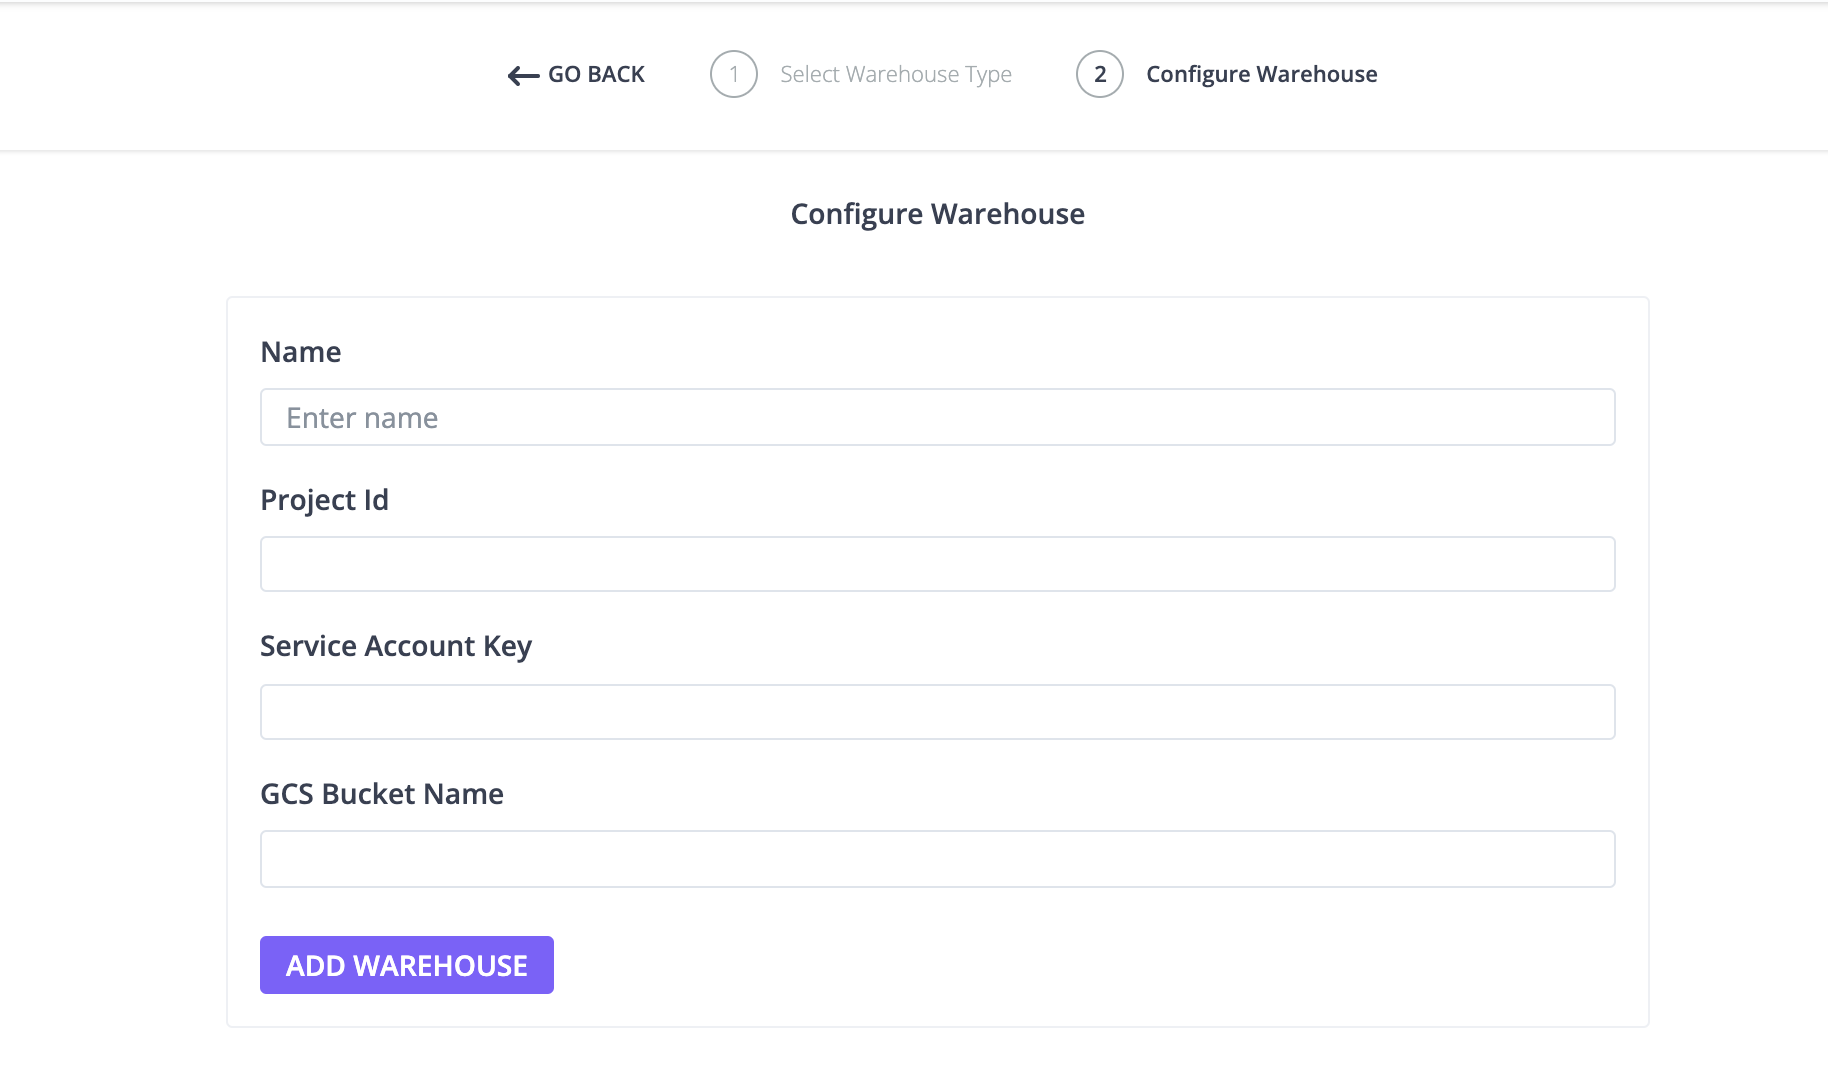 GO BACK 1 Select Warehouse Type 2 Configure Warehouse
Configure Warehouse
Name
Enter name
Project Id
Service Account Key
GCS Bucket Name
ADD WAREHOUSE